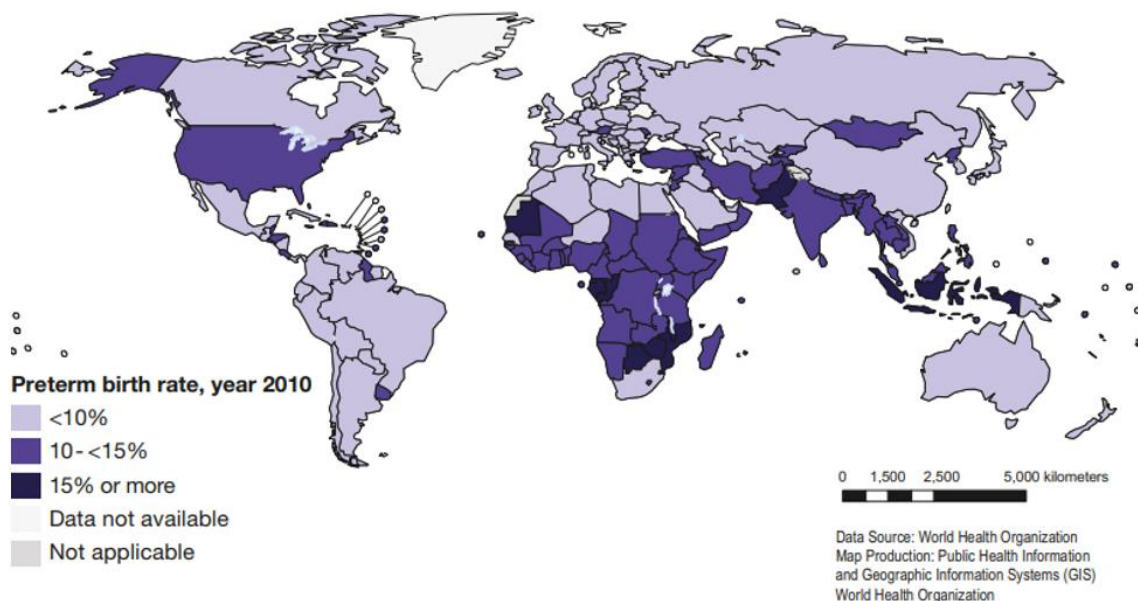 Preterm birth rate, year 2010
<10%
10- <15%
15% or more
Data not available
Not applicable
0 1,500 2,500 5,000 kilometers
Data Source: World Health Organization
Map Production: Public Health Information
and Geographic Information Systems (GIS)
World Health Organization